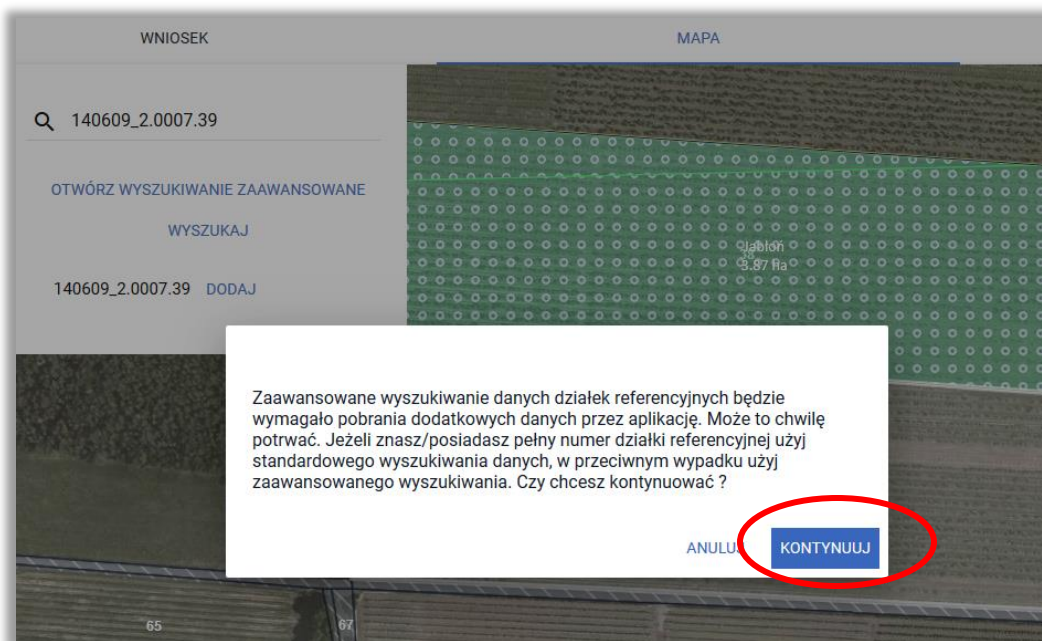 WNIOSEK
MAPA
140609_2.0007.39
OTWÓRZ WYSZUKIWANIE ZAAWANSOWANE
WYSZUKAJ
140609_2.0007.39 DODAJ
Jabłoń
38
3.87 ha
Zaawansowane wyszukiwanie danych działek referencyjnych będzie
wymagało pobrania dodatkowych danych przez aplikację. Może to chwilę
potrwać. Jeżeli znasz/posiadasz pełny numer działki referencyjnej użyj
standardowego wyszukiwania danych, w przeciwnym wypadku użyj
zaawansowanego wyszukiwania. Czy chcesz kontynuować ?
ANULUJ KONTYNUUJ
65
67